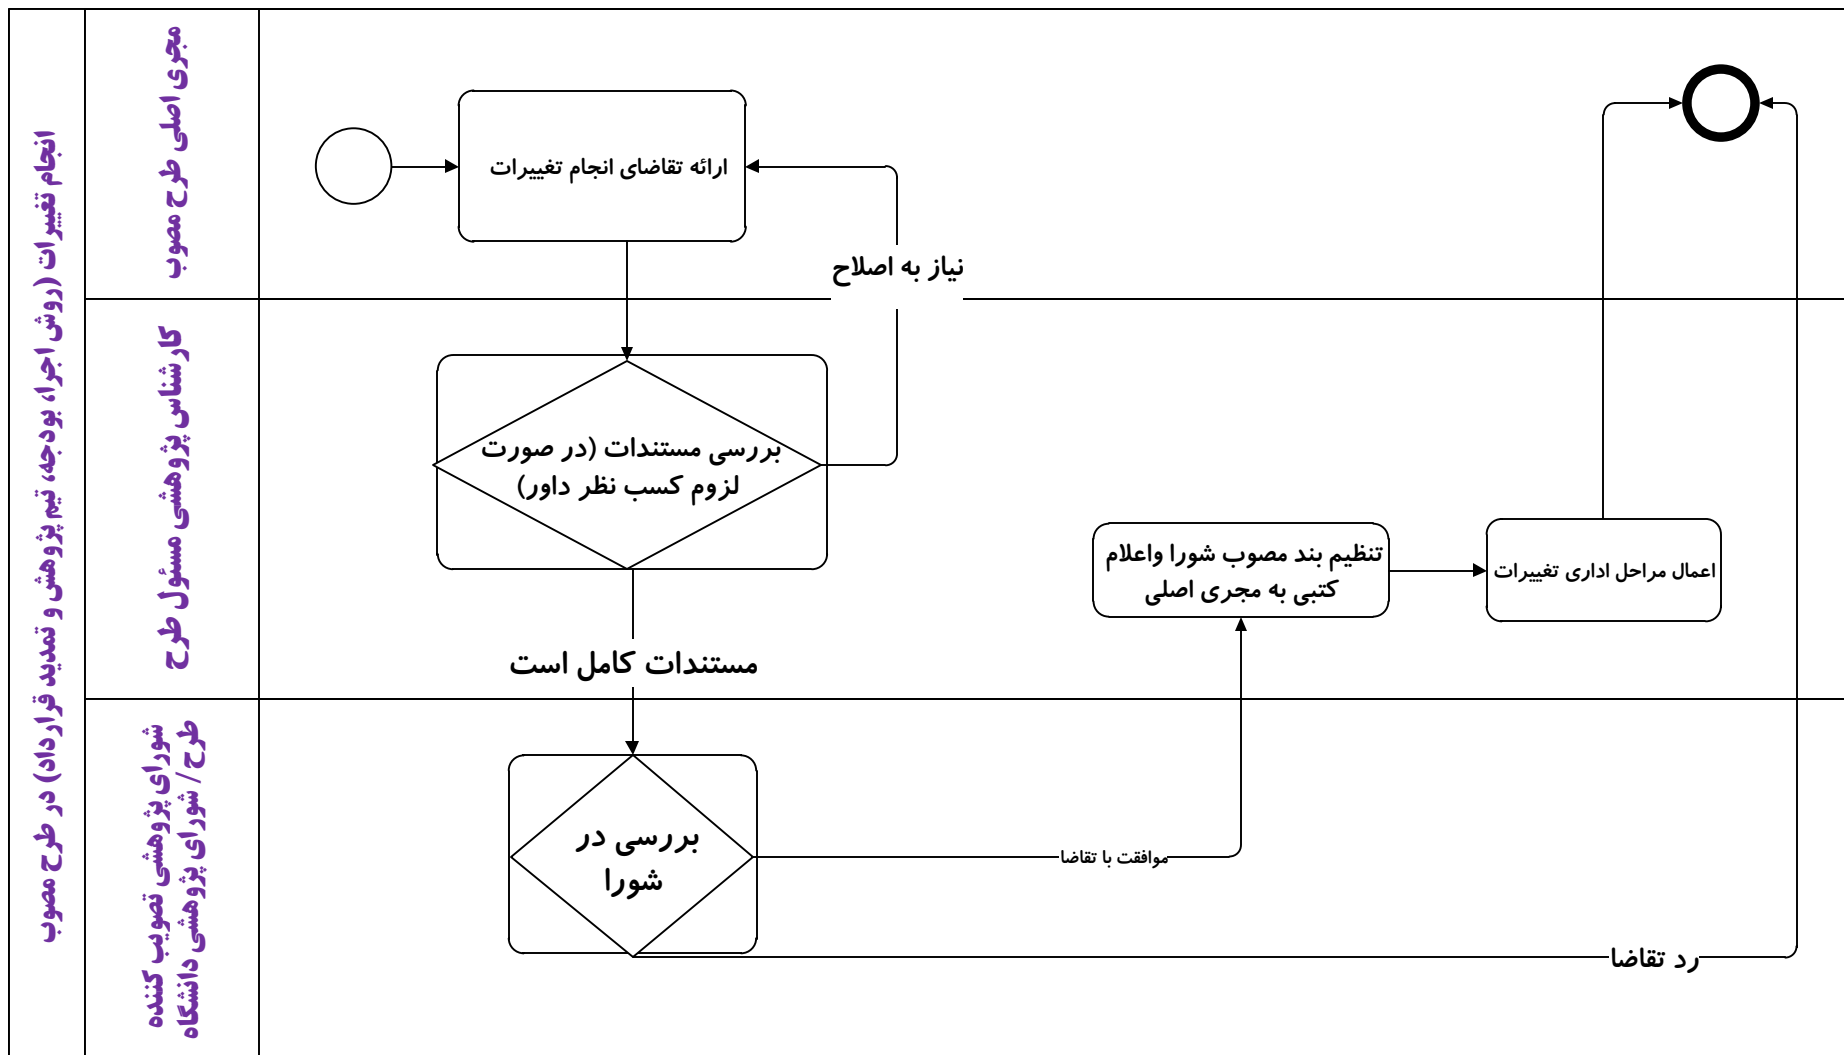 انجام تغییرات (روش اجرا، بودجه، تیم پژوهش و تمدید قرارداد) در طرح مصوب
مجری اصلی طرح مصوب
ارائه تقاضای انجام تغییرات
نیاز به اصلاح
کارشناس پژوهشی مسئول طرح
بررسی مستندات (در صورت
لزوم کسب نظر داور)
تنظیم بند مصوب شورا واعلام
کتبی به مجری اصلی
اعمال مراحل اداری تغییرات
مستندات کامل است
شورای پژوهشی تصویب کننده
طرح/ شورای پژوهشی دانشگاه
بررسی در
شورا
موافقت با تقاضا
رد تقاضا